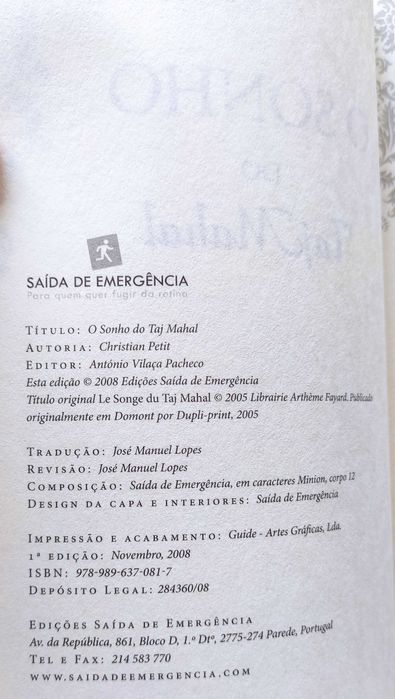 SAÍDA DE EMERGÊNCIA
Para quem quer fugir da rotina
TÍTULO: O Sonho do Taj Mahal
AUTORIA: Christian Petit
EDITOR: António Vilaça Pacheco
Esta edição © 2008 Edições Saída de Emergência
Título original Le Songe du Taj Mahal © 2005 Librairie Arthème Fayard. Publicado
originalmente em Domont por Dupli-print, 2005
TRADUÇÃO: José Manuel Lopes
REVISÃO: José Manuel Lopes
COMPOSIÇÃO: Saída de Emergência, em caracteres Minion, corpo 12
DESIGN DA CAPA E INTERIORES: Saída de Emergência
IMPRESSÃO E ACABAMENTO: Guide - Artes Gráficas, Lda.
1ª EDIÇÃO: Novembro, 2008
ISBN: 978-989-637-081-7
DEPÓSITO LEGAL: 284360/08
EDIÇÕES SAÍDA DE EMERGÊNCIA
Av. da República, 861, Bloco D, 1.º Dtº, 2775-274 Parede, Portugal
TEL E FAX: 214 583 770
WWW.SAIDADEEMERGENCIA.COM
O SONHO
DO
Taj Mahal